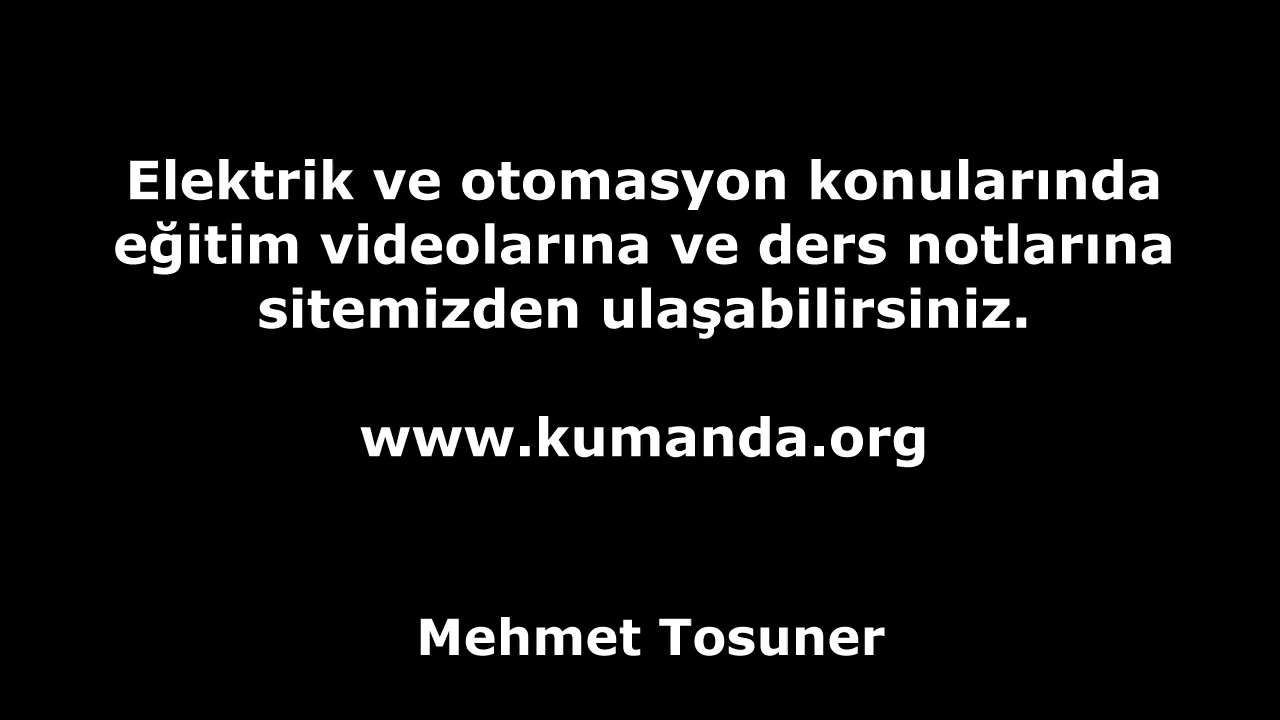 Elektrik ve otomasyon konularında
eğitim videolarına ve ders notlarına
sitemizden ulaşabilirsiniz.
www.kumanda.org
Mehmet Tosuner